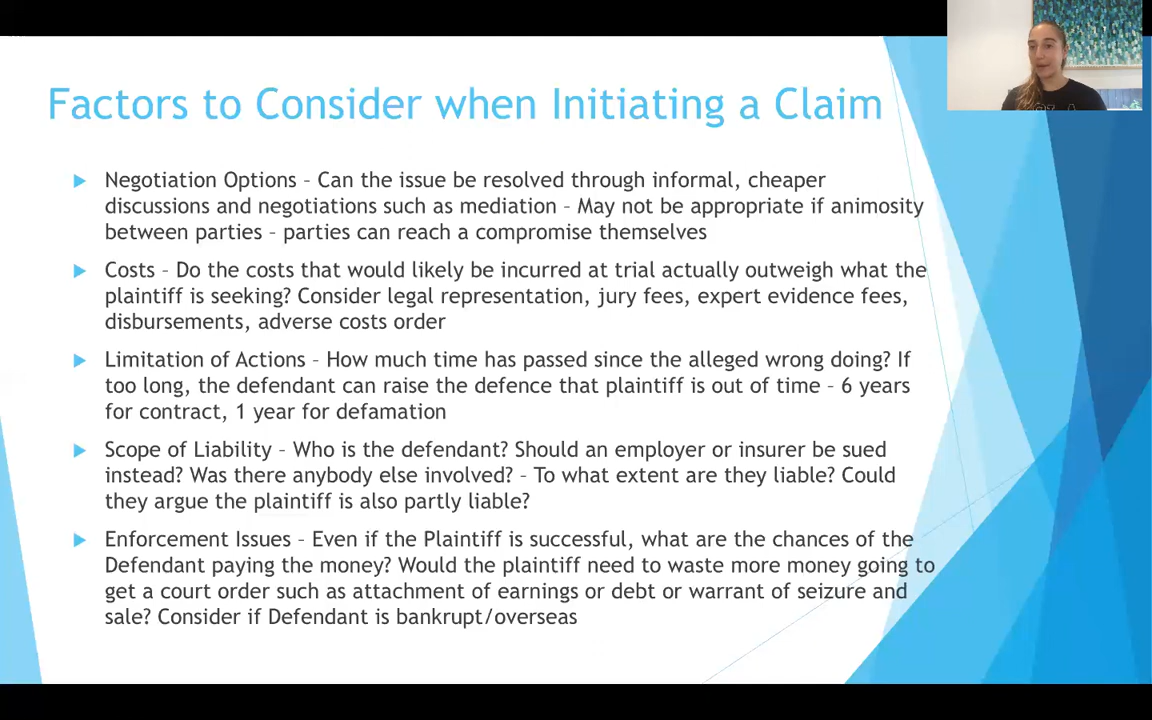 Factors to Consider when Initiating a Claim
Negotiation Options – Can the issue be resolved through informal, cheaper
discussions and negotiations such as mediation – May not be appropriate if animosity
between parties – parties can reach a compromise themselves
Costs – Do the costs that would likely be incurred at trial actually outweigh what the
plaintiff is seeking? Consider legal representation, jury fees, expert evidence fees,
disbursements, adverse costs order
Limitation of Actions – How much time has passed since the alleged wrong doing? If
too long, the defendant can raise the defence that plaintiff is out of time – 6 years
for contract, 1 year for defamation
Scope of Liability – Who is the defendant? Should an employer or insurer be sued
instead? Was there anybody else involved? – To what extent are they liable? Could
they argue the plaintiff is also partly liable?
Enforcement Issues – Even if the Plaintiff is successful, what are the chances of the
Defendant paying the money? Would the plaintiff need to waste more money going to
get a court order such as attachment of earnings or debt or warrant of seizure and
sale? Consider if Defendant is bankrupt/overseas